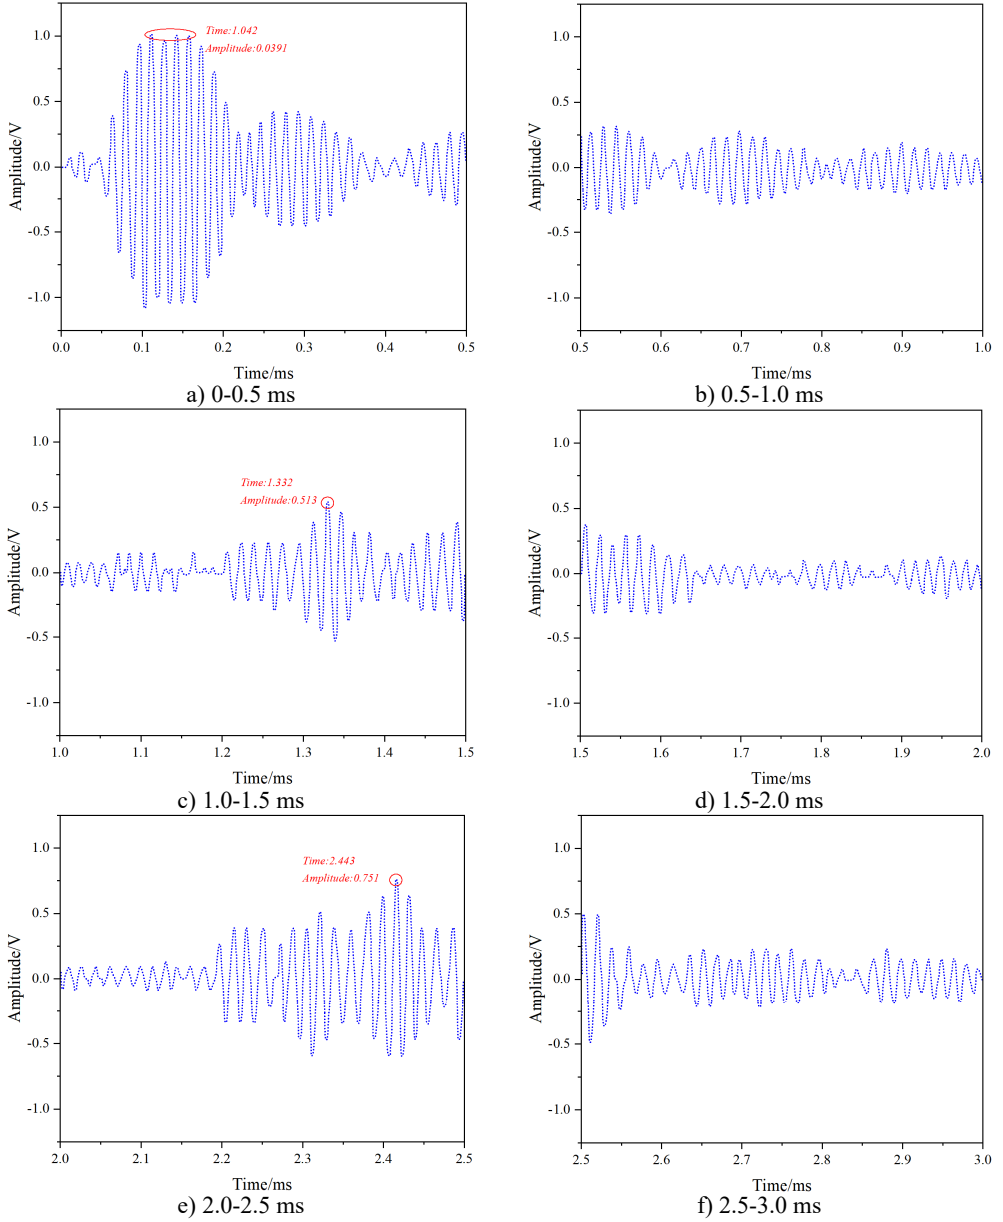 Time:1.042
Amplitude:0.0391
1.0
0.5
0.0
-0.5
-1.0
Amplitude/V
0.0 0.1 0.2 0.3 0.4 0.5
Time/ms
a) 0-0.5 ms
1.0
0.5
0.0
-0.5
-1.0
Amplitude/V
0.5 0.6 0.7 0.8 0.9 1.0
Time/ms
b) 0.5-1.0 ms
Time:1.332
Amplitude:0.513
1.0
0.5
0.0
-0.5
-1.0
Amplitude/V
1.0 1.1 1.2 1.3 1.4 1.5
Time/ms
c) 1.0-1.5 ms
1.0
0.5
0.0
-0.5
-1.0
Amplitude/V
1.5 1.6 1.7 1.8 1.9 2.0
Time/ms
d) 1.5-2.0 ms
Time:2.443
Amplitude:0.751
1.0
0.5
0.0
-0.5
-1.0
Amplitude/V
2.0 2.1 2.2 2.3 2.4 2.5
Time/ms
e) 2.0-2.5 ms
1.0
0.5
0.0
-0.5
-1.0
Amplitude/V
2.5 2.6 2.7 2.8 2.9 3.0
Time/ms
f) 2.5-3.0 ms